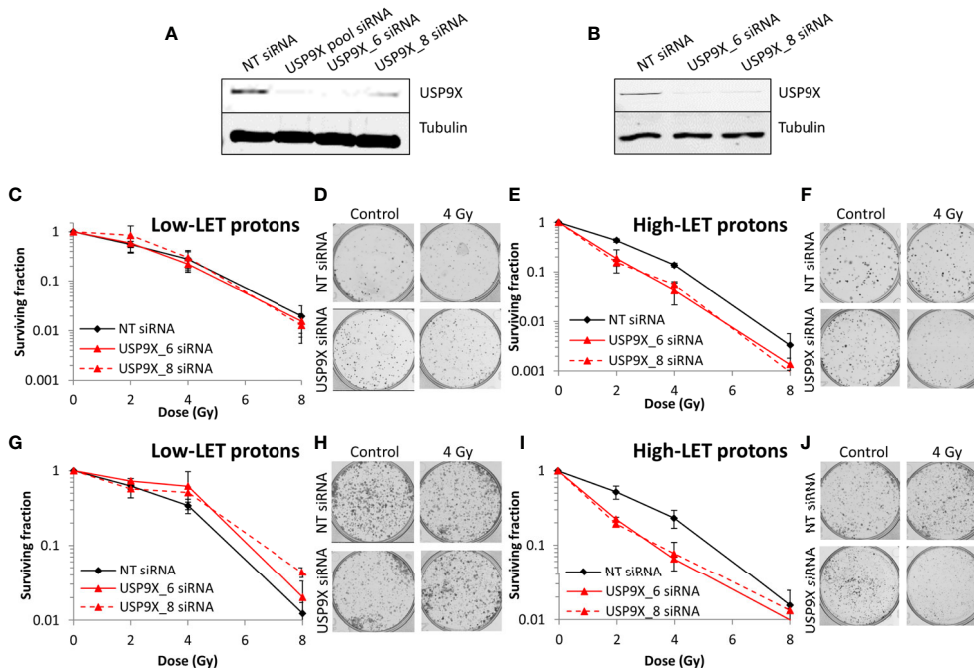 A
NT siRNA
USP9X pool siRNA
USP9X_6 siRNA
USP9X_8 siRNA
USP9X
Tubulin
B
NT siRNA
USP9X_6 siRNA
USP9X_8 siRNA
USP9X
Tubulin
C
Low-LET protons
Surviving fraction
1
0.1
0.01
0.001
NT siRNA
USP9X_6 siRNA
USP9X_8 siRNA
0 2 4 6 8
Dose (Gy)
D
Control 4 Gy
NT siRNA
USP9X siRNA
E
High-LET protons
Surviving fraction
1
0.1
0.01
0.001
NT siRNA
USP9X_6 siRNA
USP9X_8 siRNA
0 2 4 6 8
Dose (Gy)
F
Control 4 Gy
NT siRNA
USP9X siRNA
G
Low-LET protons
Surviving fraction
1
0.1
0.01
NT siRNA
USP9X_6 siRNA
USP9X_8 siRNA
0 2 4 6 8
Dose (Gy)
H
Control 4 Gy
NT siRNA
USP9X siRNA
I
High-LET protons
Surviving fraction
1
0.1
0.01
NT siRNA
USP9X_6 siRNA
USP9X_8 siRNA
0 2 4 6 8
Dose (Gy)
J
Control 4 Gy
NT siRNA
USP9X siRNA